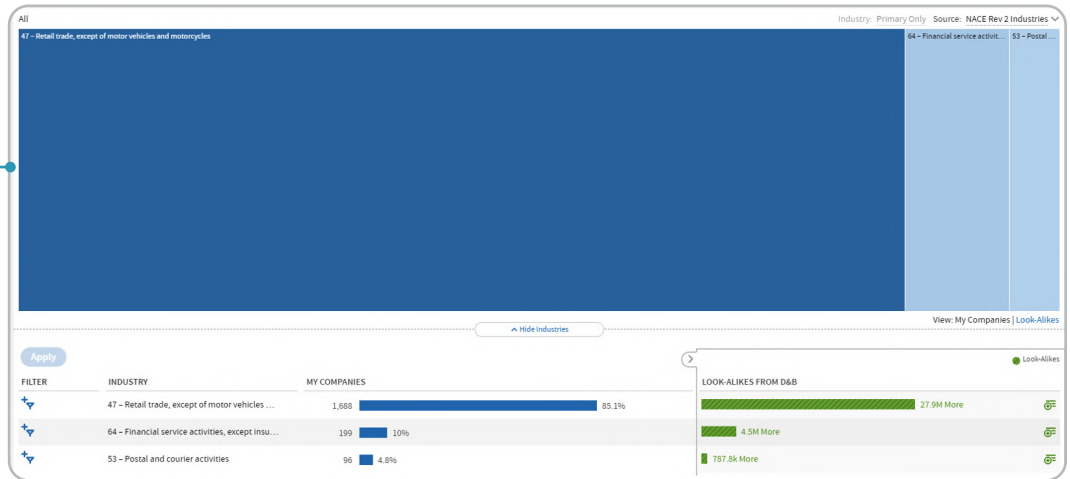 All
Industry: Primary Only Source: NACE Rev 2 Industries
47 – Retail trade, except of motor vehicles and motorcycles
64 – Financial service activit...
53 – Postal ...
View: My Companies | Look-Alikes
Hide Industries
Apply
Look-Alikes
FILTER INDUSTRY MY COMPANIES LOOK-ALIKES FROM D&B
47 – Retail trade, except of motor vehicles ... 1,688 85.1% 27.9M More
64 – Financial service activities, except insu... 199 10% 4.5M More
53 – Postal and courier activities 96 4.8% 787.8k More